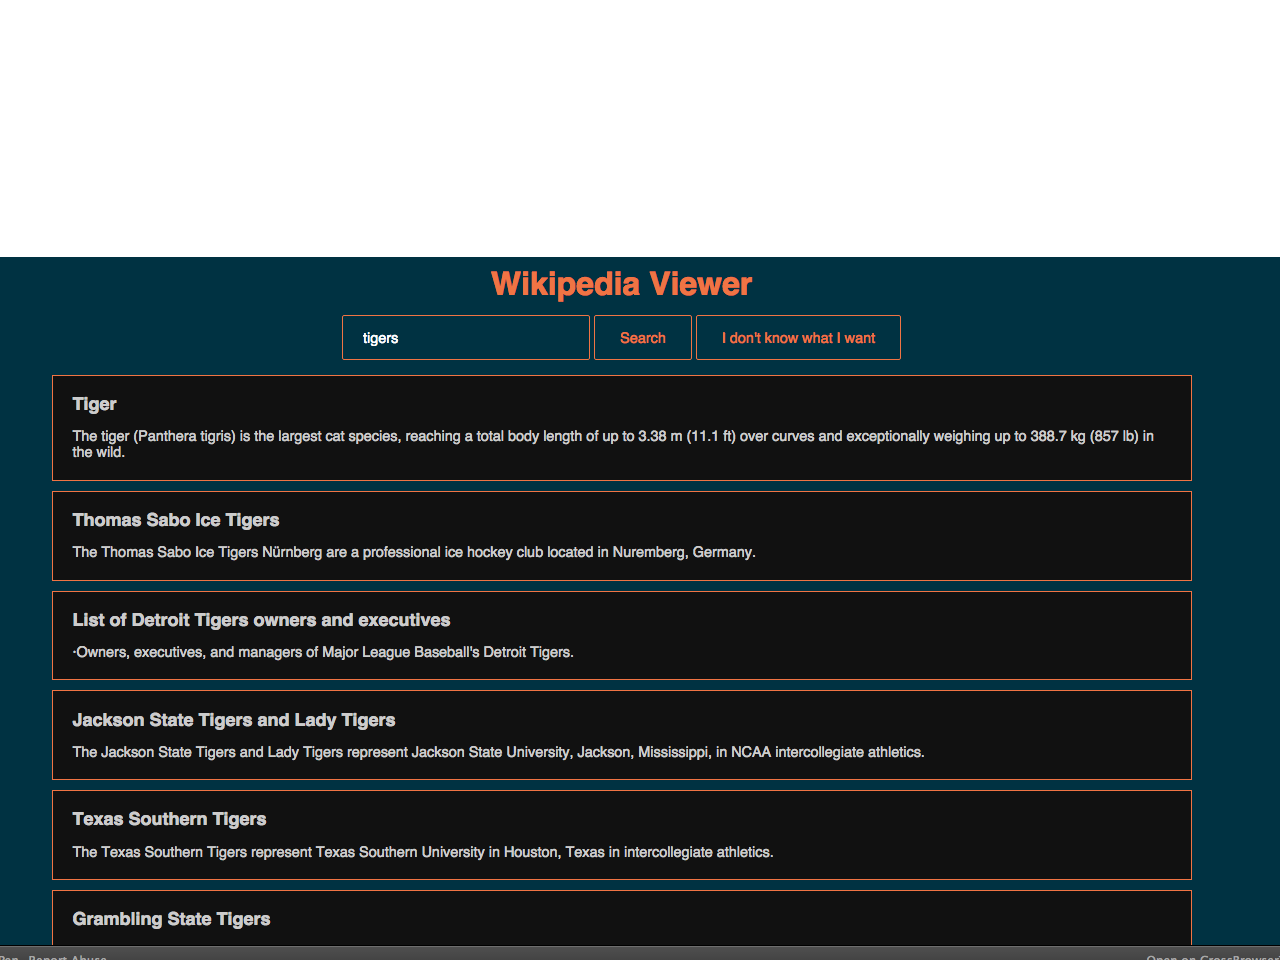 Wikipedia Viewer
tigers
Search
I don't know what I want
Tiger
The tiger (Panthera tigris) is the largest cat species, reaching a total body length of up to 3.38 m (11.1 ft) over curves and exceptionally weighing up to 388.7 kg (857 lb) in
the wild.
Thomas Sabo Ice Tigers
The Thomas Sabo Ice Tigers Nürnberg are a professional ice hockey club located in Nuremberg, Germany.
List of Detroit Tigers owners and executives
·Owners, executives, and managers of Major League Baseball's Detroit Tigers.
Jackson State Tigers and Lady Tigers
The Jackson State Tigers and Lady Tigers represent Jackson State University, Jackson, Mississippi, in NCAA intercollegiate athletics.
Texas Southern Tigers
The Texas Southern Tigers represent Texas Southern University in Houston, Texas in intercollegiate athletics.
Grambling State Tigers
Pen Report Abuse
Open on CrossBrowser